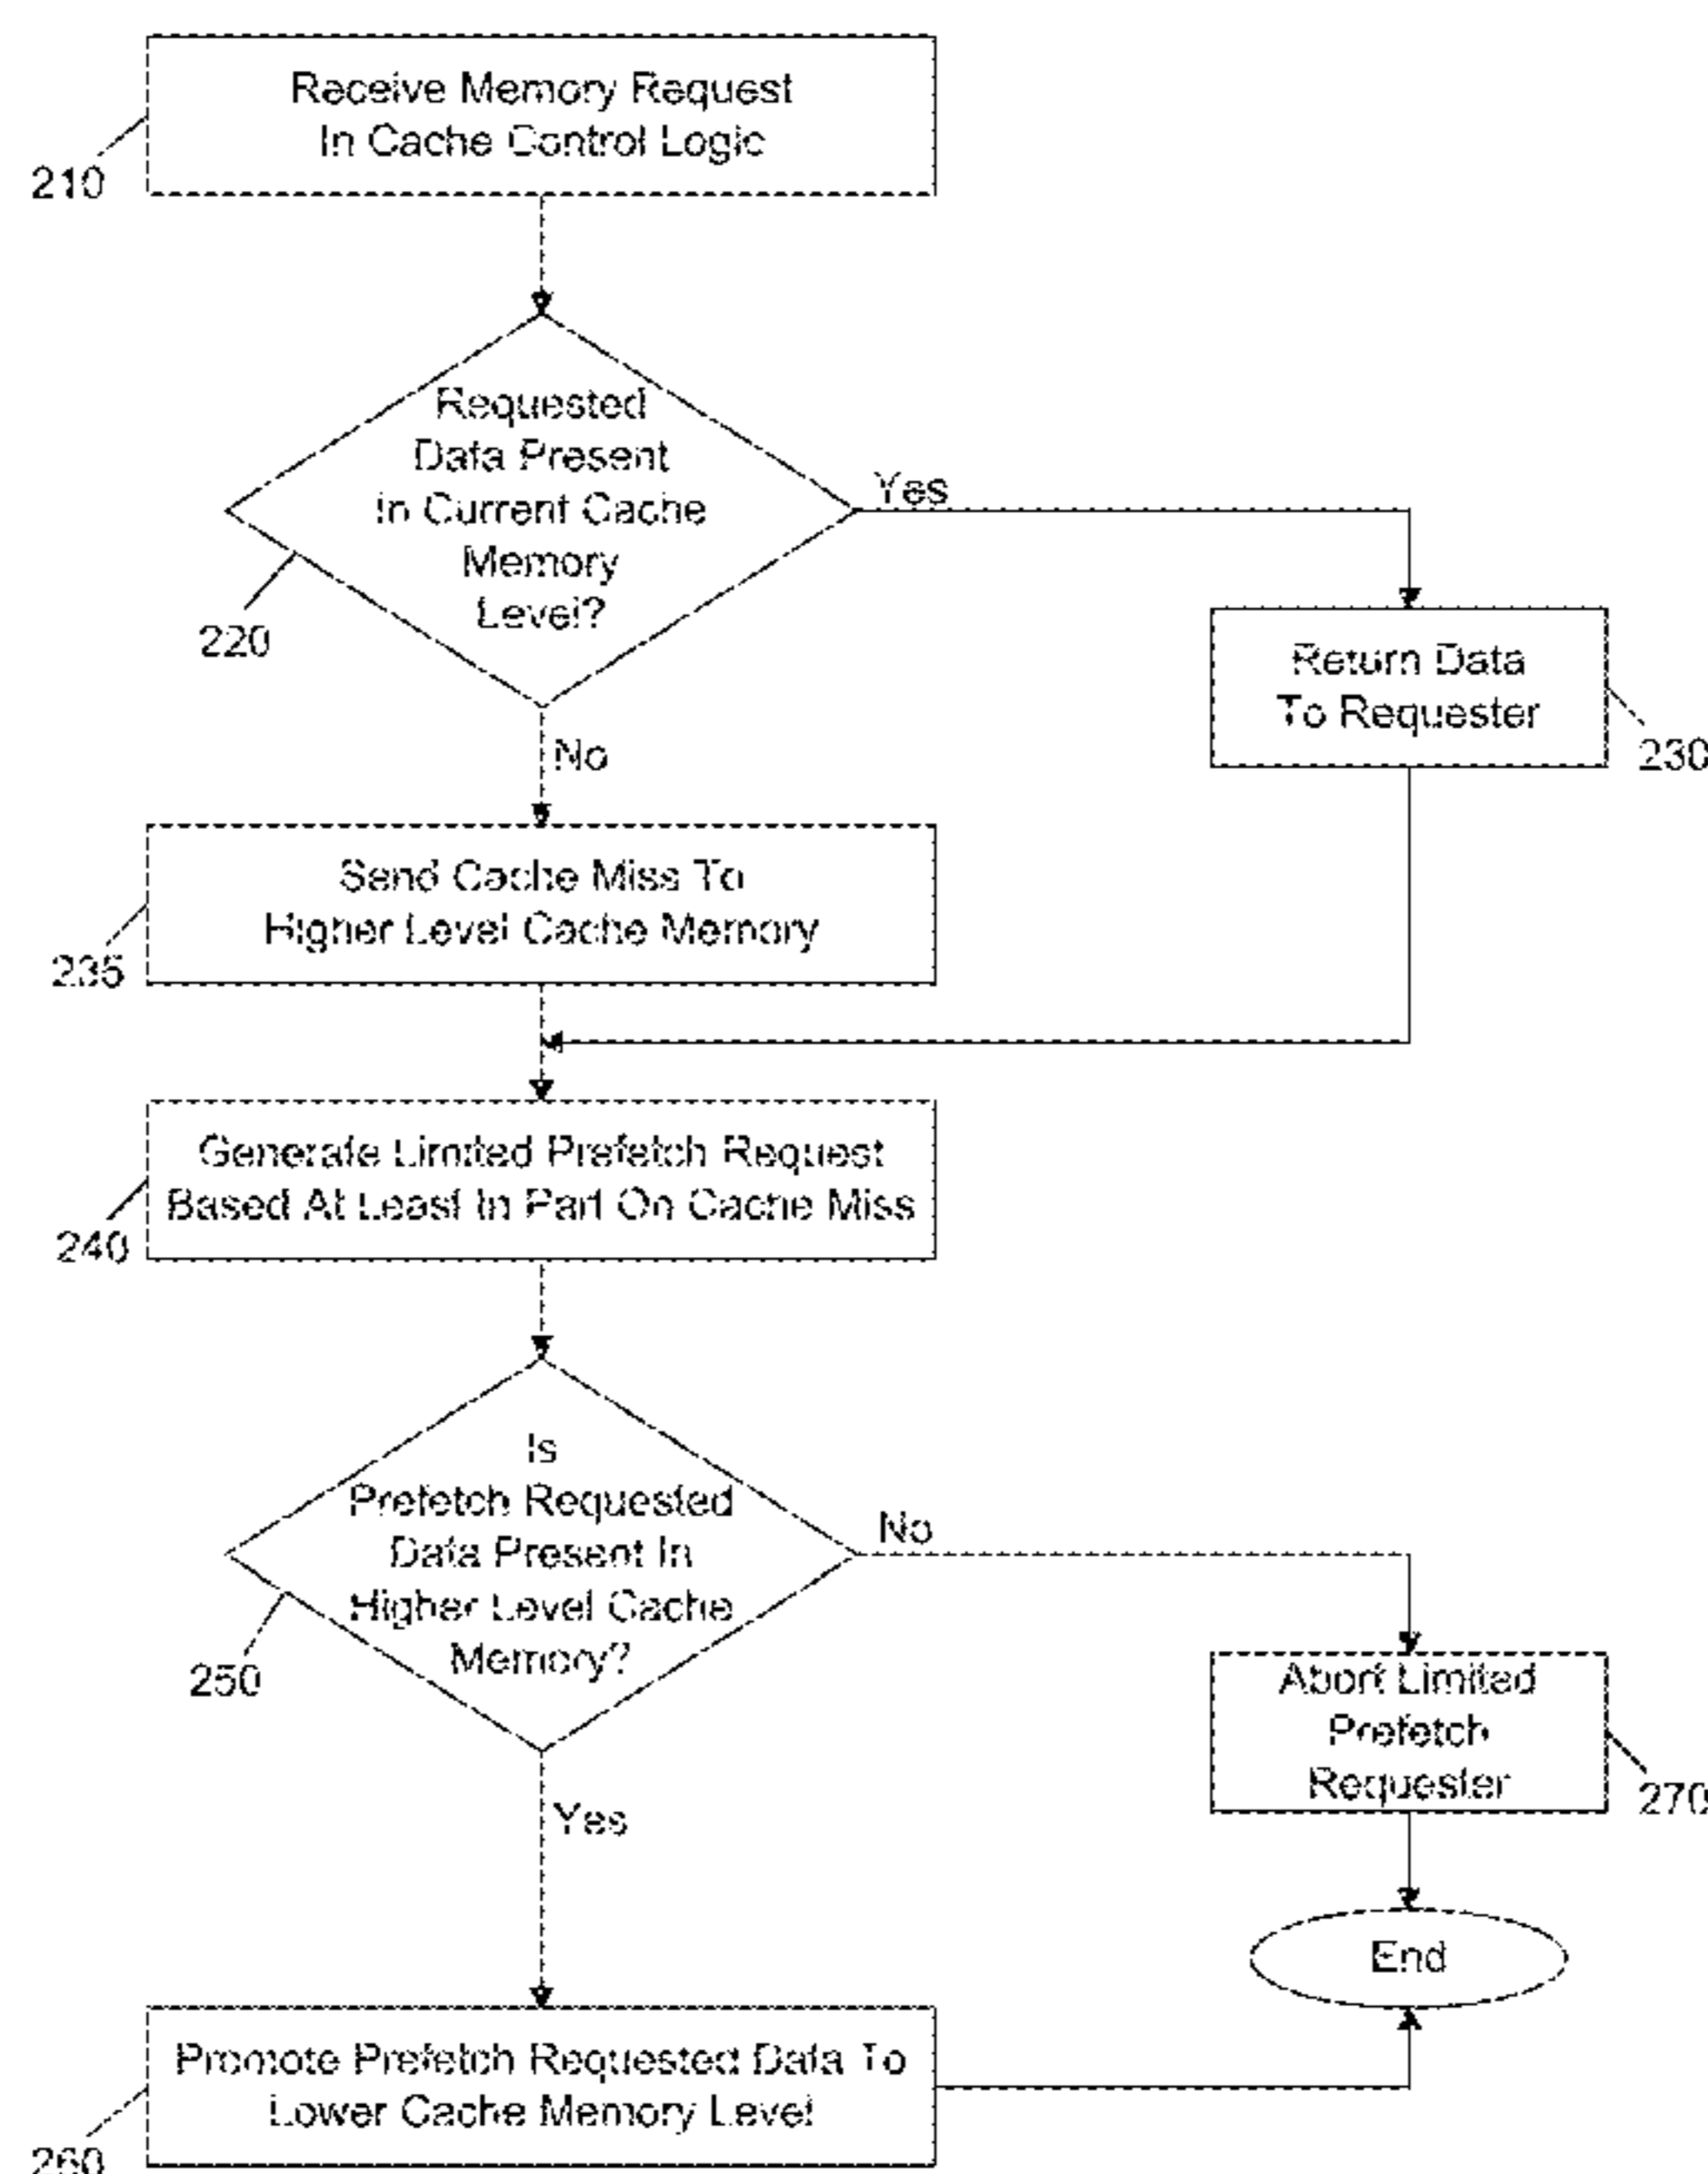 Receive Memory Request
In Cache Control Logic
210
Requested
Data Present
In Current Cache
Memory
Level?
220
Yes
Return Data
To Requester
230
No
Send Cache Miss To
Higher Level Cache Memory
235
Generate Limited Prefetch Request
Based At Least In Part On Cache Miss
240
Is
Prefetch Requested
Data Present In
Higher Level Cache
Memory?
250
No
Abort Limited
Prefetch
Requester
270
Yes
End
Promote Prefetch Requested Data To
Lower Cache Memory Level
260